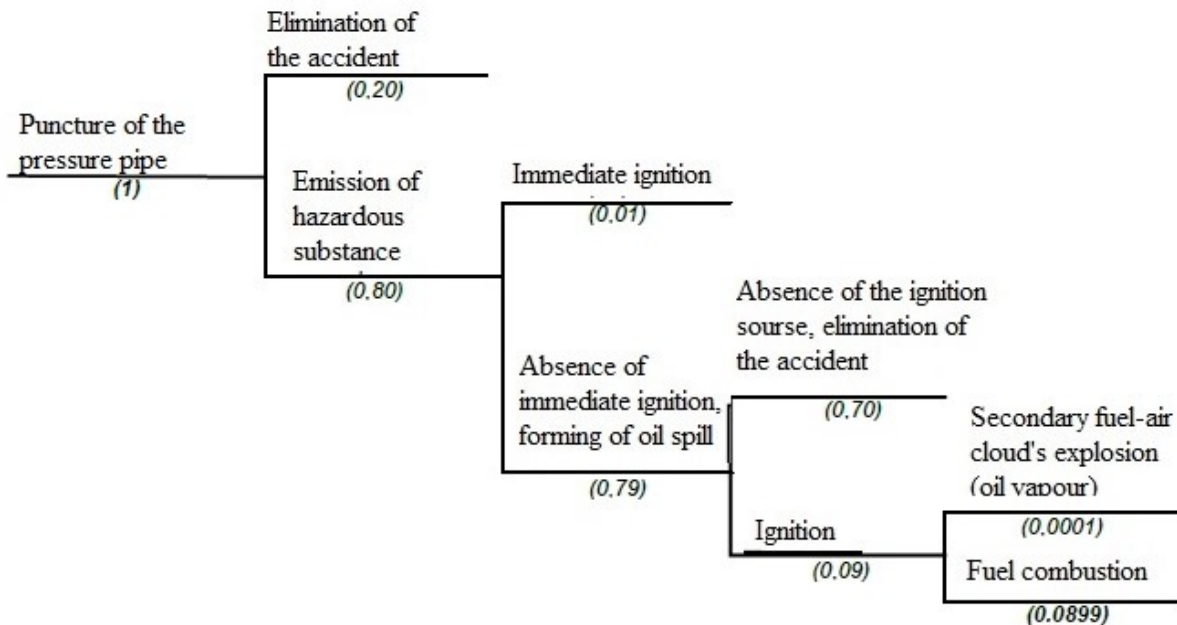 Elimination of
the accident
(0,20)
Puncture of the
pressure pipe
(1)
Emission of
hazardous
substance
(0,80)
Immediate ignition
(0,01)
Absence of
immediate ignition,
forming of oil spill
(0,79)
Absence of the ignition
sourse, elimination of
the accident
(0,70)
Ignition
(0,09)
Secondary fuel-air
cloud's explosion
(oil vapour)
(0,0001)
Fuel combustion
(0.0899)